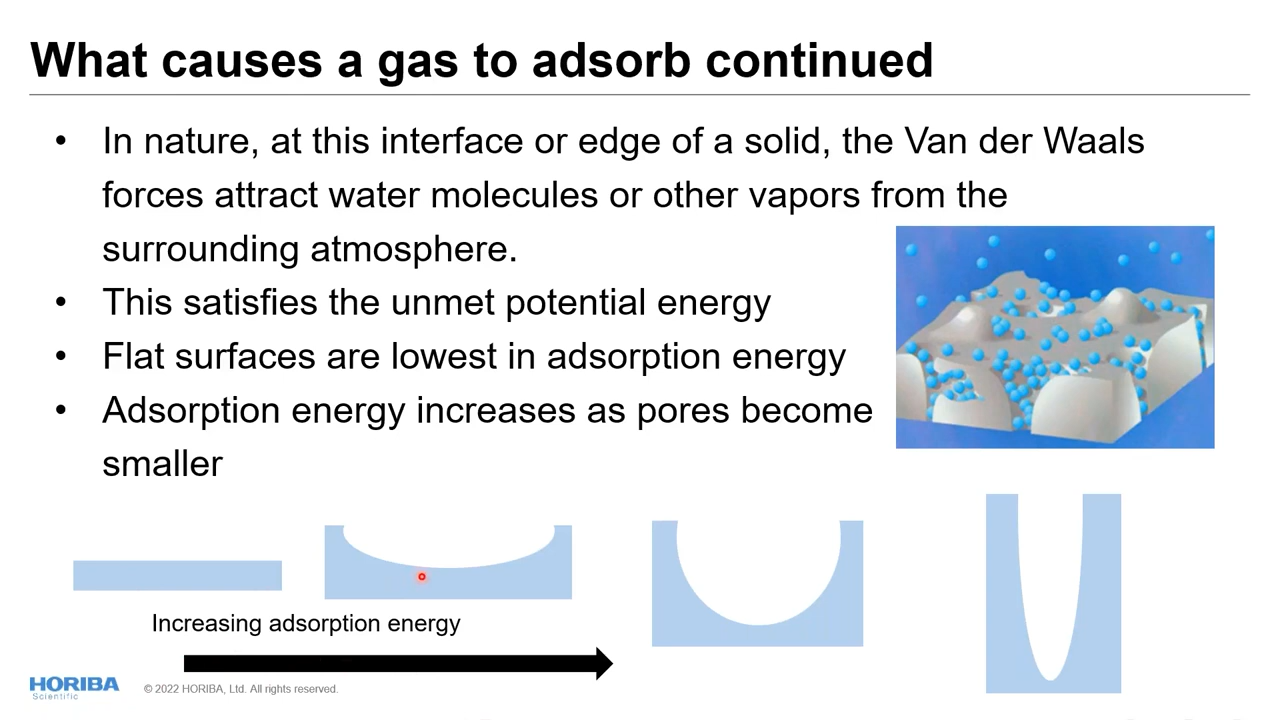 What causes a gas to adsorb continued
• In nature, at this interface or edge of a solid, the Van der Waals
forces attract water molecules or other vapors from the
surrounding atmosphere.
• This satisfies the unmet potential energy
• Flat surfaces are lowest in adsorption energy
• Adsorption energy increases as pores become
smaller
Increasing adsorption energy
HORIBA
Scientific
© 2022 HORIBA, Ltd. All rights reserved.